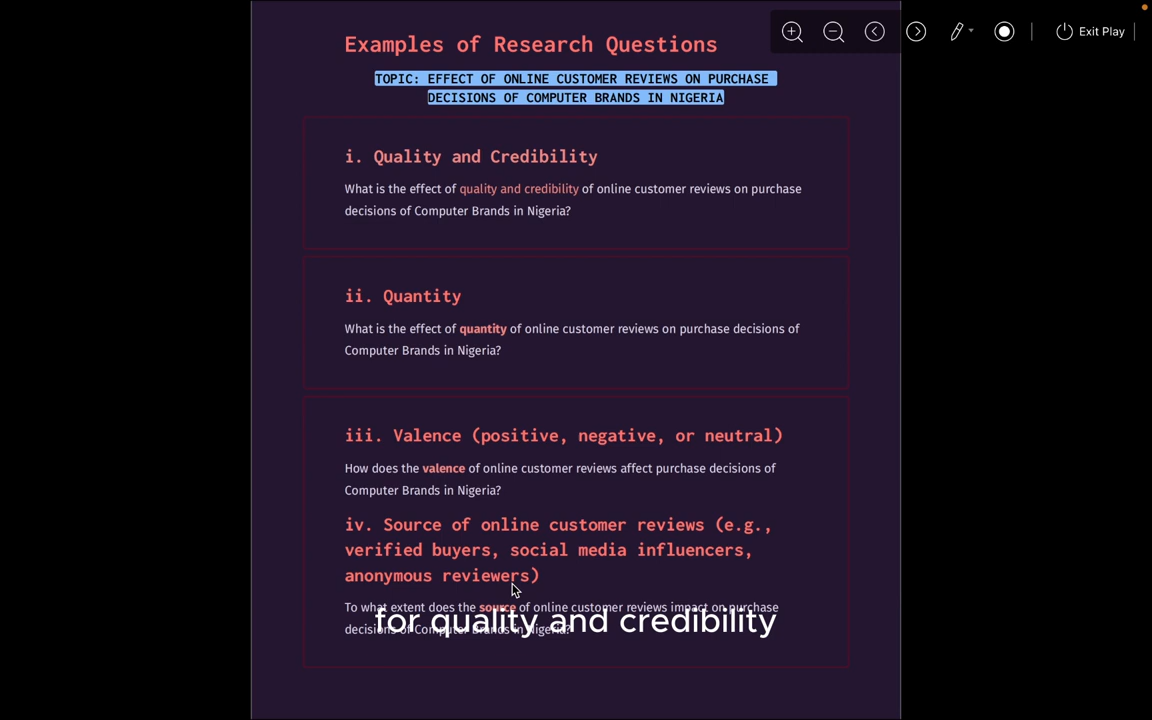 Examples of Research Questions
Exit Play
TOPIC: EFFECT OF ONLINE CUSTOMER REVIEWS ON PURCHASE
DECISIONS OF COMPUTER BRANDS IN NIGERIA
i. Quality and Credibility
What is the effect of quality and credibility of online customer reviews on purchase
decisions of Computer Brands in Nigeria?
ii. Quantity
What is the effect of quantity of online customer reviews on purchase decisions of
Computer Brands in Nigeria?
iii. Valence (positive, negative, or neutral)
How does the valence of online customer reviews affect purchase decisions of
Computer Brands in Nigeria?
iv. Source of online customer reviews (e.g.,
verified buyers, social media influencers,
anonymous reviewers)
To what extent does the source of online customer reviews impact on purchase
for quality and credibility
decisions of Computer Brands in Nigeria?